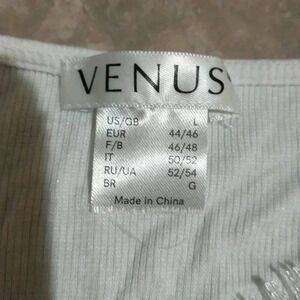 VENUS
US/GB L
EUR 44/46
F/B 46/48
IT 50/52
RU/UA 52/54
BR G
Made in China